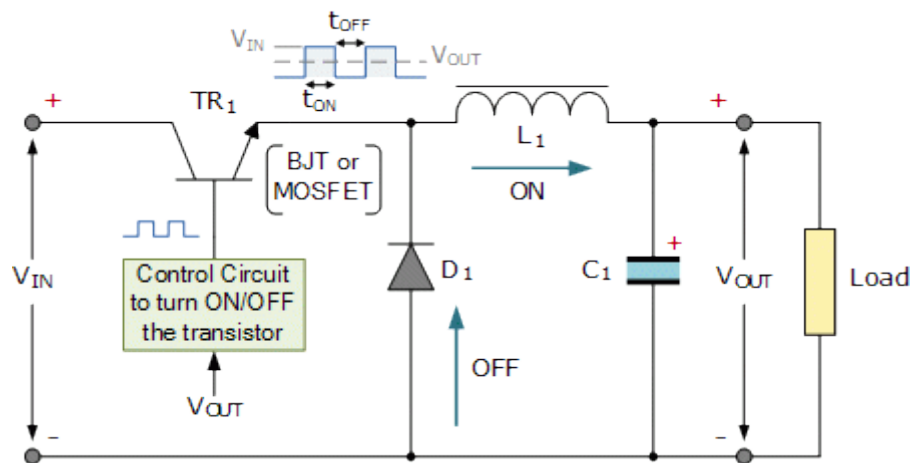 tOFF
VIN
VOUT
tON
+
TR1
+
L1
BJT or
MOSFET
ON
+
VIN
Control Circuit
to turn ON/OFF
the transistor
D1
C1
VOUT
Load
OFF
VOUT
-
-